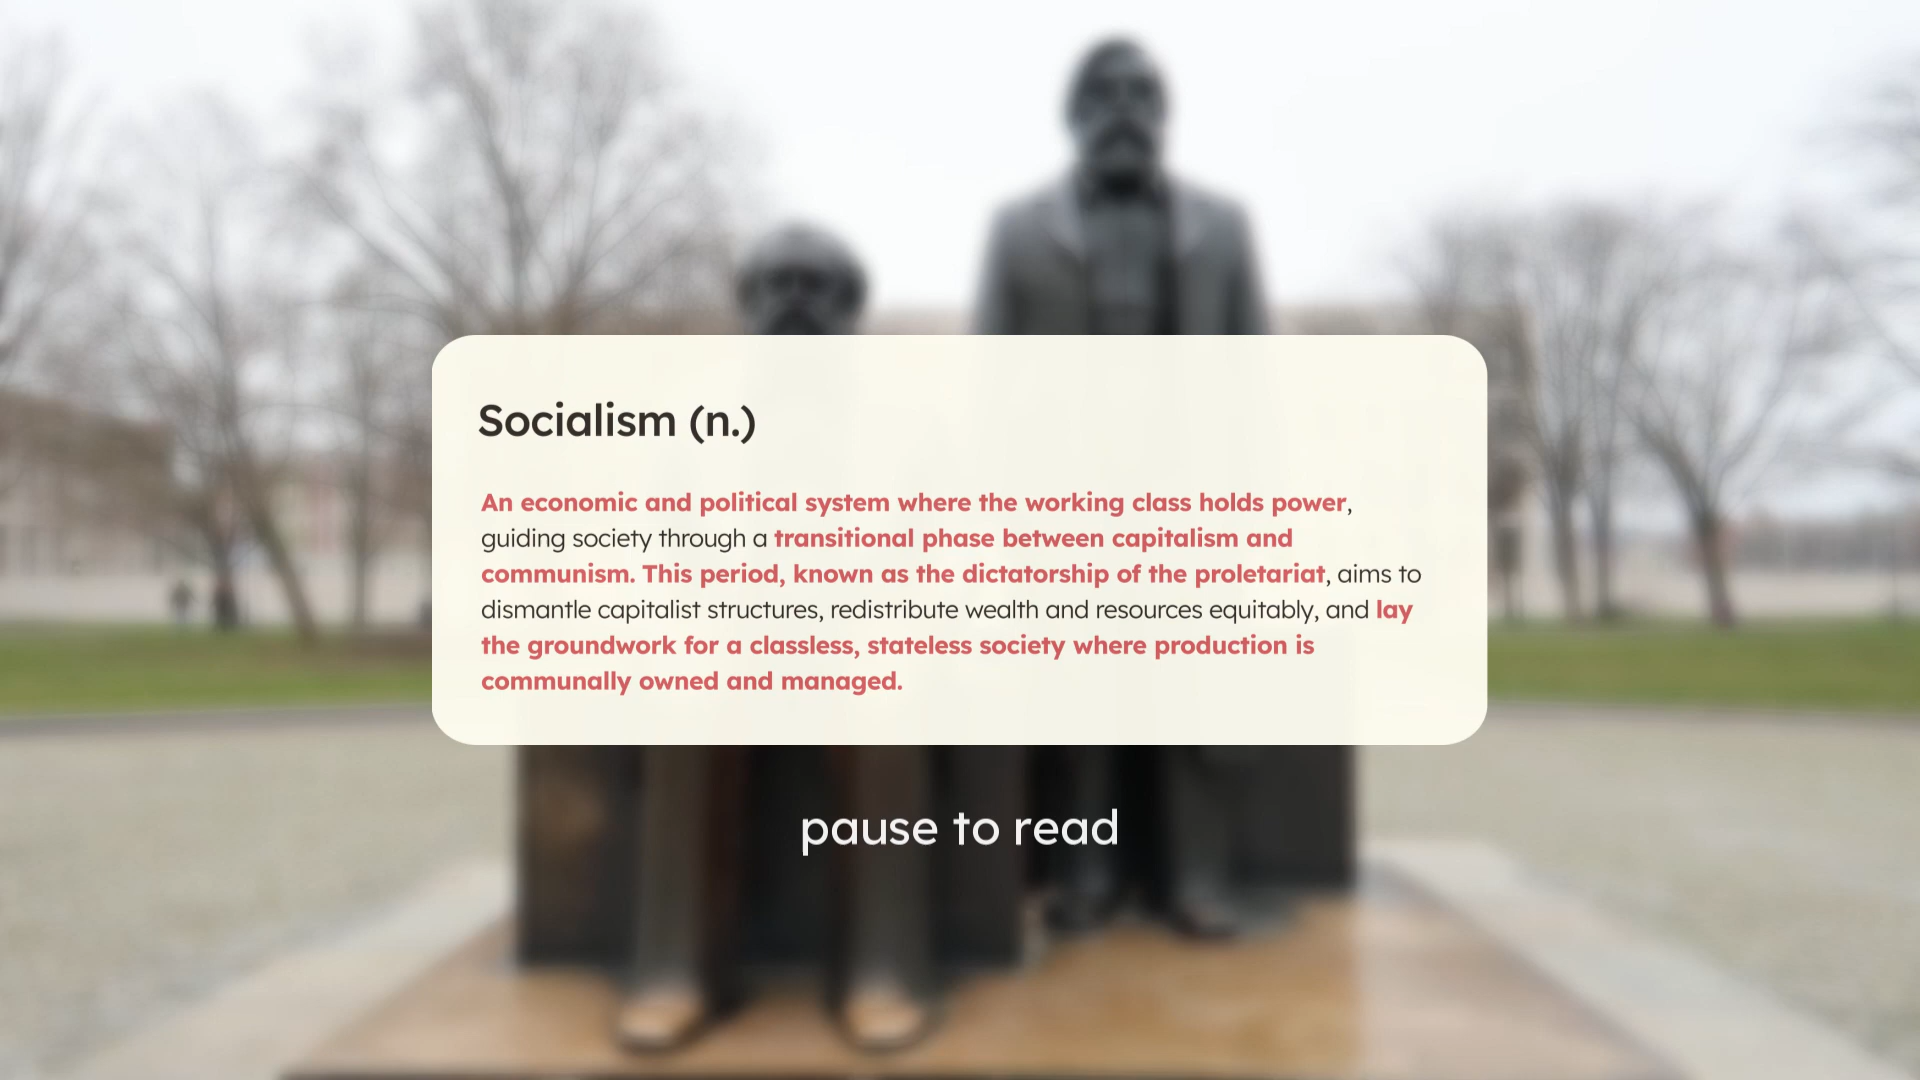 Socialism (n.)
An economic and political system where the working class holds power,
guiding society through a transitional phase between capitalism and
communism. This period, known as the dictatorship of the proletariat, aims to
dismantle capitalist structures, redistribute wealth and resources equitably, and lay
the groundwork for a classless, stateless society where production is
communally owned and managed.
pause to read